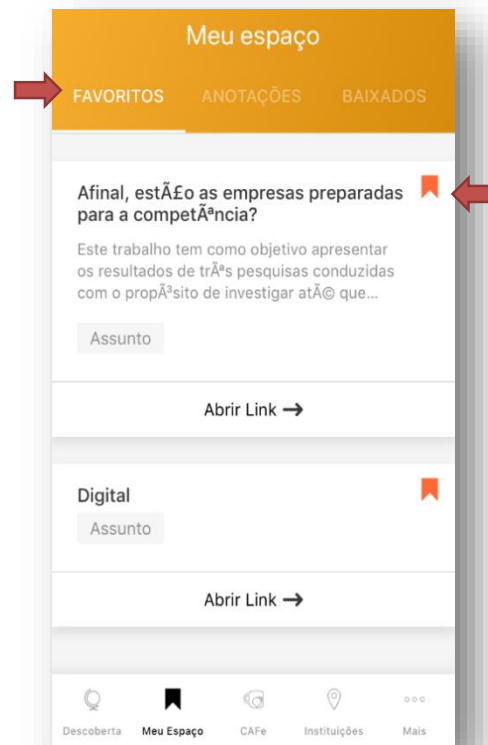 Meu espaço
FAVORITOS ANOTAÇÕES BAIXADOS
Afinal, estÃ£o as empresas preparadas
para a competÃªncia?
Este trabalho tem como objetivo apresentar
os resultados de trÃªs pesquisas conduzidas
com o propÃ³sito de investigar atÃ© que...
Assunto
Abrir Link →
Digital
Assunto
Abrir Link →
Descoberta Meu Espaço CAFe Instituições Mais